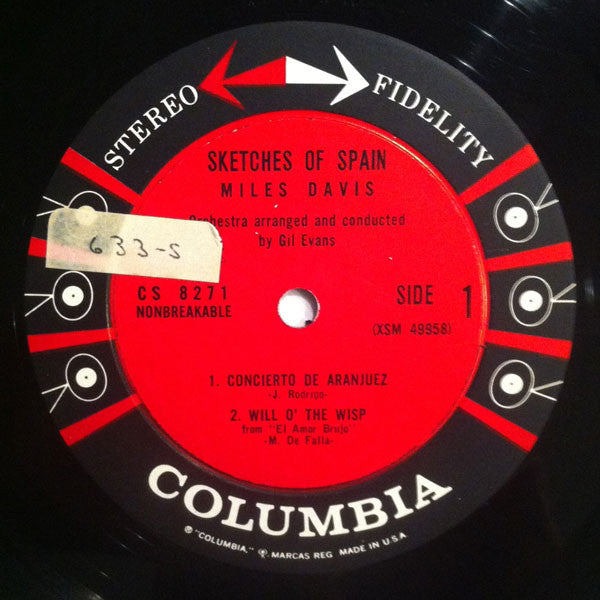 STEREO FIDELITY
SKETCHES OF SPAIN
MILES DAVIS
Orchestra arranged and conducted
by Gil Evans
633-S
CS 8271
NONBREAKABLE
SIDE 1
(XSM 49958)
1. CONCIERTO DE ARANJUEZ
-J. Rodrigo-
2. WILL O' THE WISP
from "El Amor Brujo"
-M. De Falla-
COLUMBIA
® "COLUMBIA," ℗. MARCAS REG. MADE IN U.S.A.